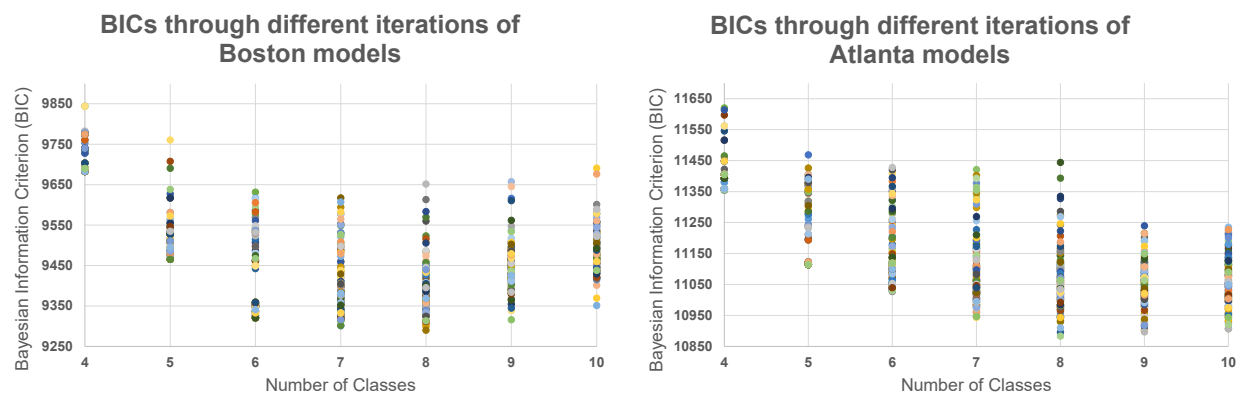 BICs through different iterations of
Boston models
Bayesian Information Criterion (BIC)
9850
9750
9650
9550
9450
9350
9250
4 5 6 7 8 9 10
Number of Classes
BICs through different iterations of
Atlanta models
Bayesian Information Criterion (BIC)
11650
11550
11450
11350
11250
11150
11050
10950
10850
4 5 6 7 8 9 10
Number of Classes